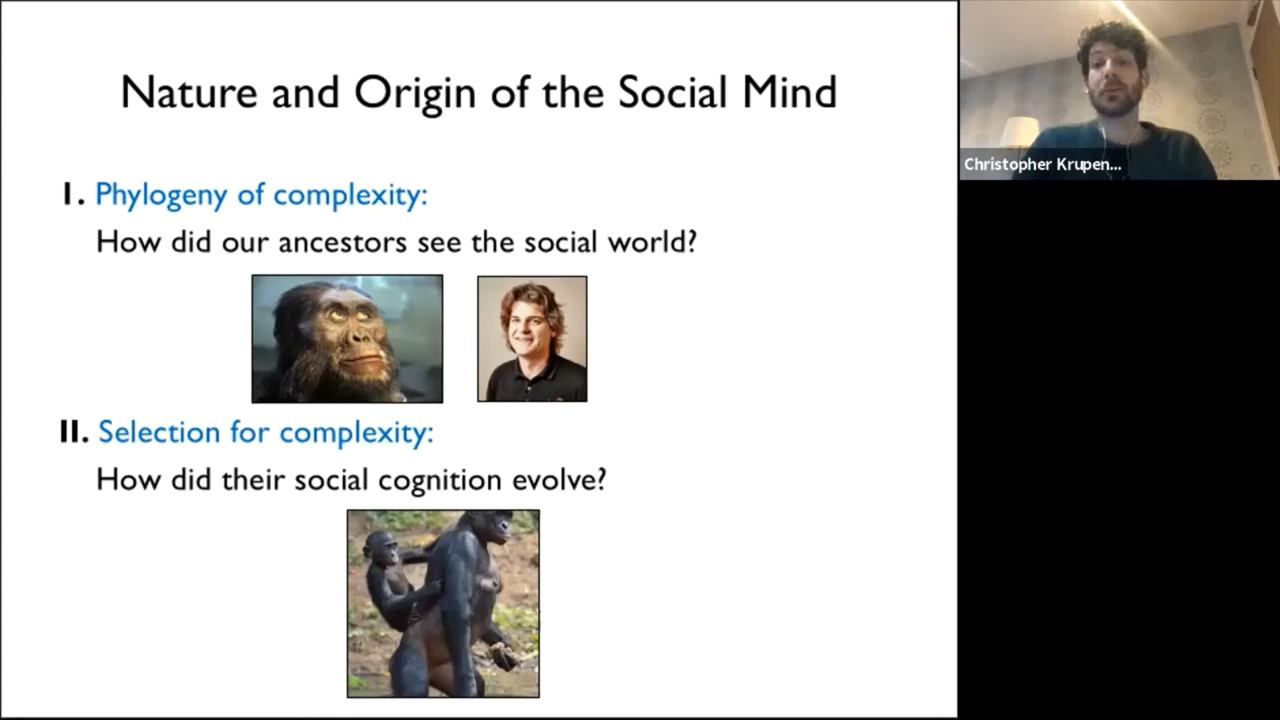 Nature and Origin of the Social Mind
I. Phylogeny of complexity:
How did our ancestors see the social world?
II. Selection for complexity:
How did their social cognition evolve?
Christopher Krupen...